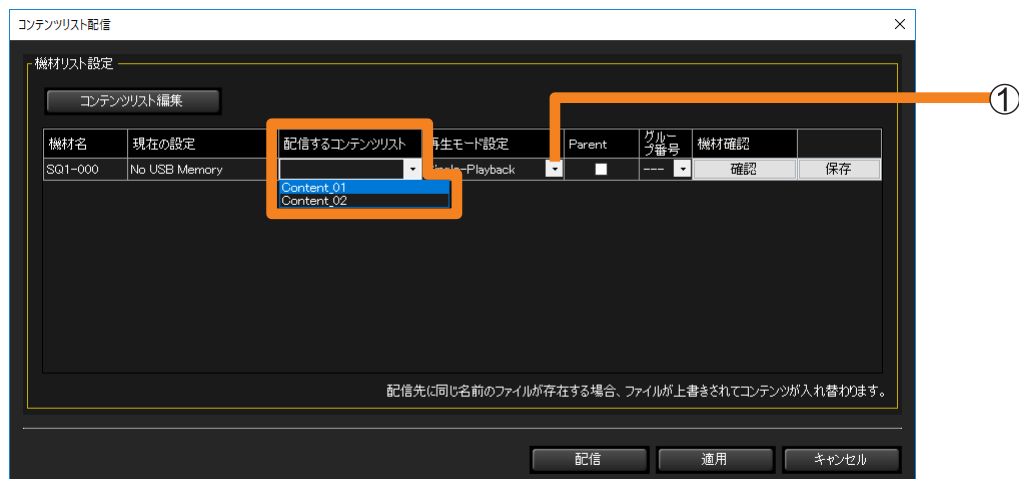 コンテンツリスト配信
機材リスト設定
コンテンツリスト編集
①
機材名 現在の設定 配信するコンテンツリスト 再生モード設定 Parent グループ番号 機材確認
SQ1-000 No USB Memory Single-Playback --- 確認 保存
Content_01
Content_02
配信先に同じ名前のファイルが存在する場合、ファイルが上書きされてコンテンツが入れ替わります。
配信 適用 キャンセル